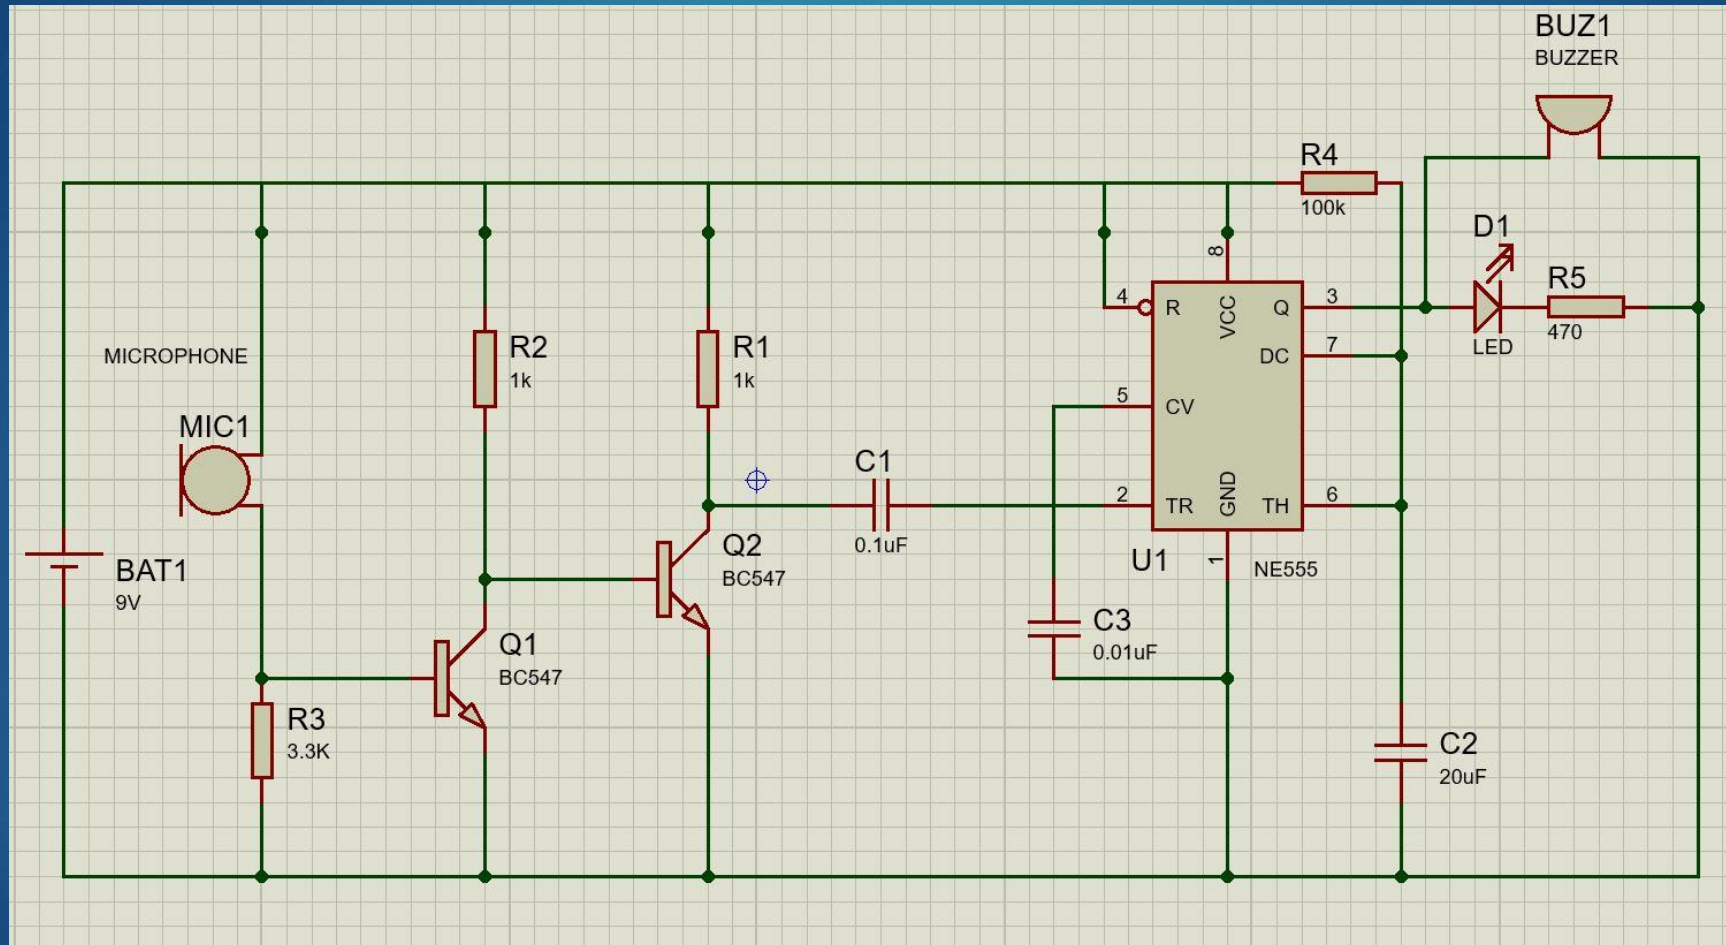 BUZ1
BUZZER
R4
100k
D1
LED
R5
470
8
4
R
VCC
Q
3
DC
7
5
CV
2
TR
GND
TH
6
1
U1
NE555
R2
1k
R1
1k
MICROPHONE
MIC1
C1
0.1uF
Q2
BC547
BAT1
9V
C3
0.01uF
Q1
BC547
R3
3.3K
C2
20uF